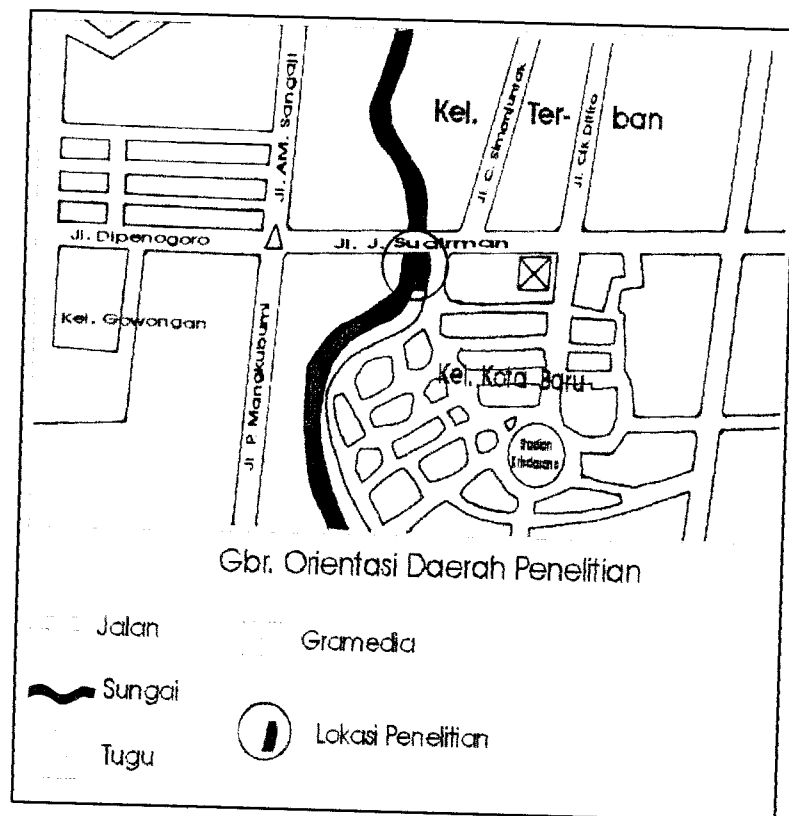 Kel. Ter- ban
Jl. AM. Sangaji
Jl. C. Simanjuntak
Jl. Cik Ditiro
Jl. Dipenogoro
Jl. J. Sudirman
Kel. Gowongan
Jl. P. Mangkubumi
Kel. Kota Baru
Stadion
Kridosono
Gbr. Orientasi Daerah Penelitian
Jalan
Gramedia
Sungai
Lokasi Penelitian
Tugu